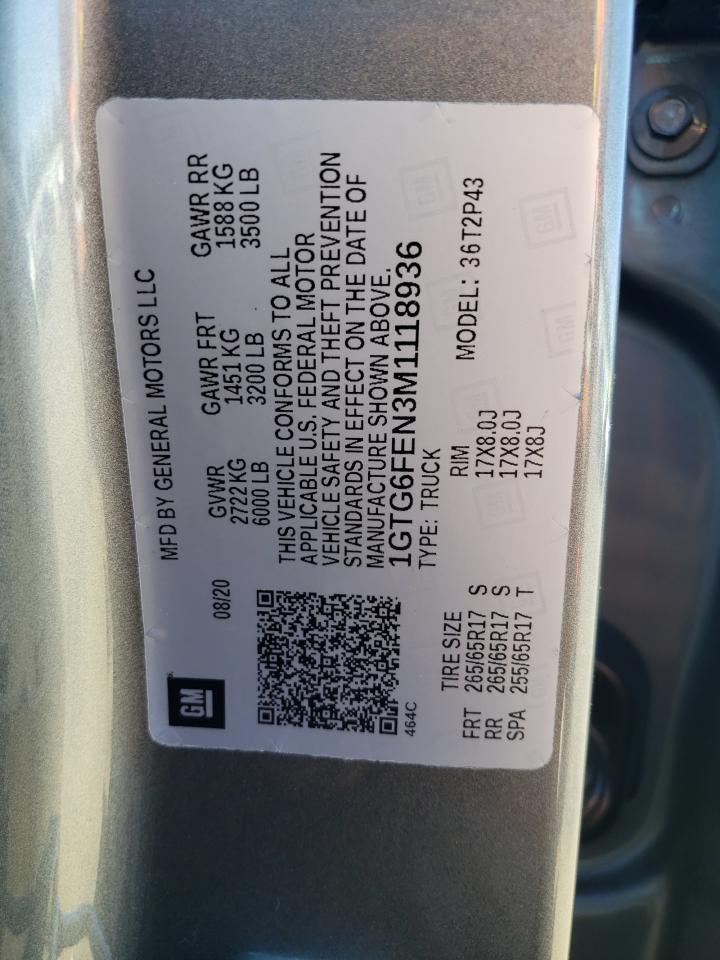 GM
MFD BY GENERAL MOTORS LLC
08/20
GVWR GAWR FRT GAWR RR
2722 KG 1451 KG 1588 KG
6000 LB 3200 LB 3500 LB
THIS VEHICLE CONFORMS TO ALL
APPLICABLE U.S. FEDERAL MOTOR
VEHICLE SAFETY AND THEFT PREVENTION
STANDARDS IN EFFECT ON THE DATE OF
MANUFACTURE SHOWN ABOVE.
1GTG6FEN3M1118936
464C
TYPE: TRUCK
MODEL: 36T2P43
TIRE SIZE RIM
FRT 265/65R17 S 17X8.0J
RR 265/65R17 S 17X8.0J
SPA 255/65R17 T 17X8J